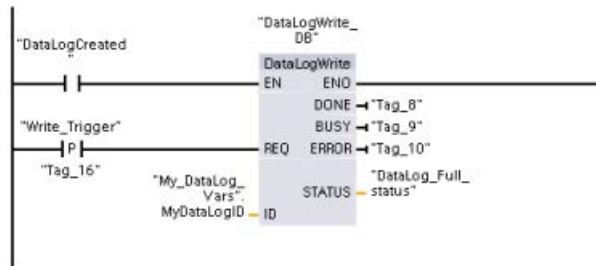 "DataLogWrite_
DB"
"DataLogCreated
"
DataLogWrite
EN ENO
DONE "Tag_8"
BUSY "Tag_9"
"Write_Trigger"
P
REQ ERROR "Tag_10"
"Tag_16"
"DataLog_Full_
STATUS status"
"My_DataLog_
Vars".
MyDataLogID ID